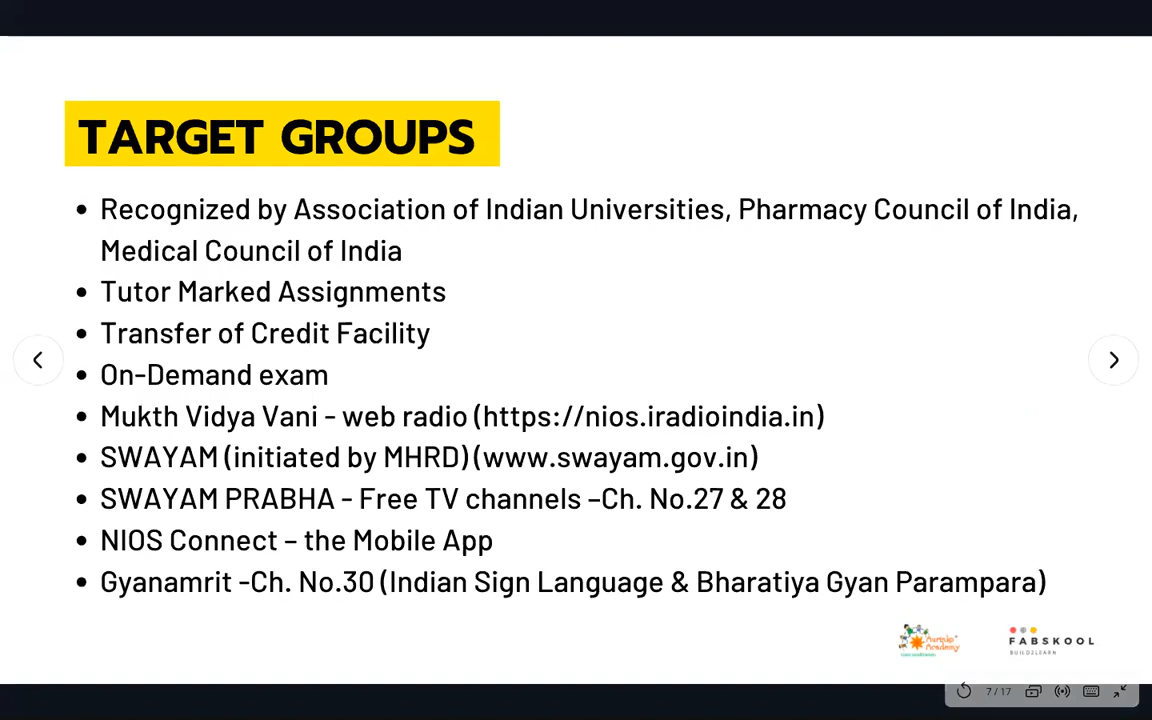 TARGET GROUPS
• Recognized by Association of Indian Universities, Pharmacy Council of India,
Medical Council of India
• Tutor Marked Assignments
• Transfer of Credit Facility
• On-Demand exam
• Mukth Vidya Vani - web radio (https://nios.iradioindia.in)
• SWAYAM (initiated by MHRD) (www.swayam.gov.in)
• SWAYAM PRABHA - Free TV channels –Ch. No.27 & 28
• NIOS Connect – the Mobile App
• Gyanamrit -Ch. No.30 (Indian Sign Language & Bharatiya Gyan Parampara)
Academy
FABSKOOL
BUILD2LEARN
7/17